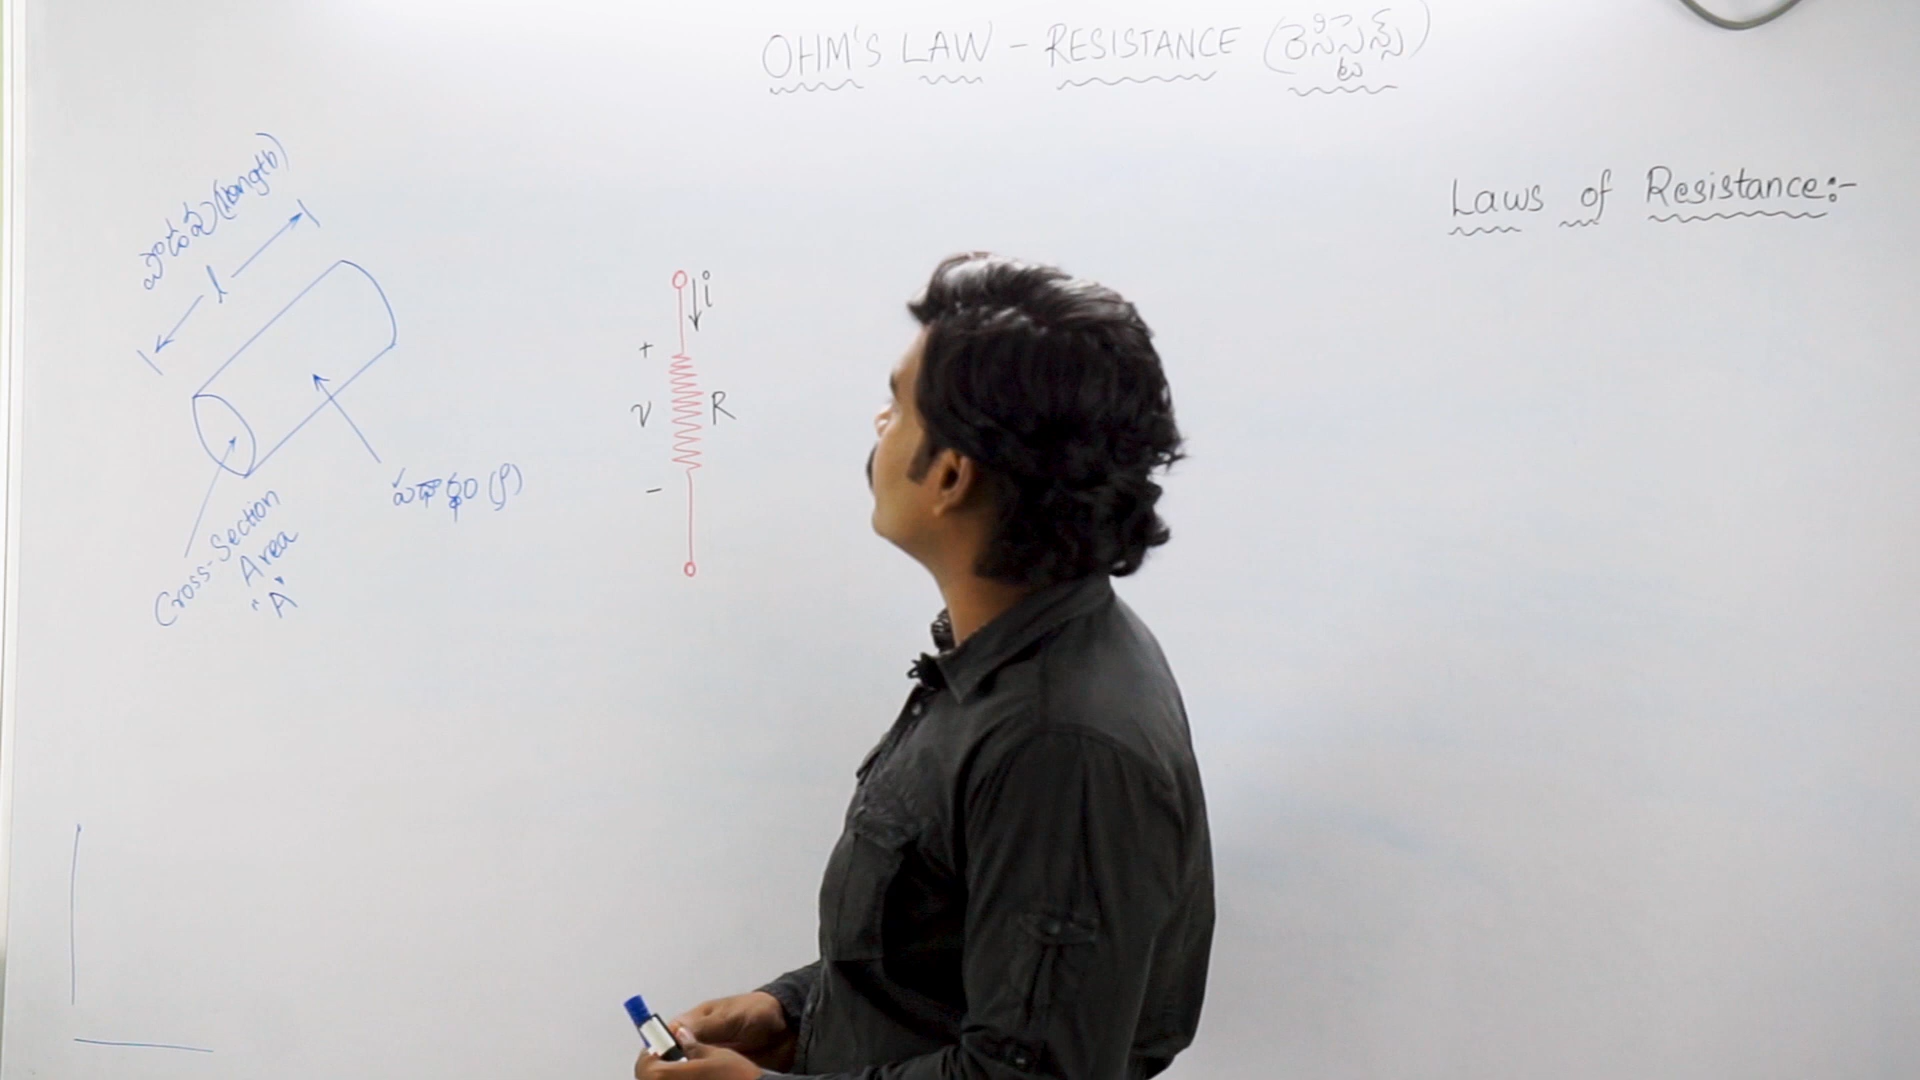 OHM'S LAW - RESISTANCE (రెసిస్టెన్స్)
Laws of Resistance:-
పొడవు (Length)
l
పదార్థం (ρ)
Cross-Section
Area
"A"
i
+
v
R
-